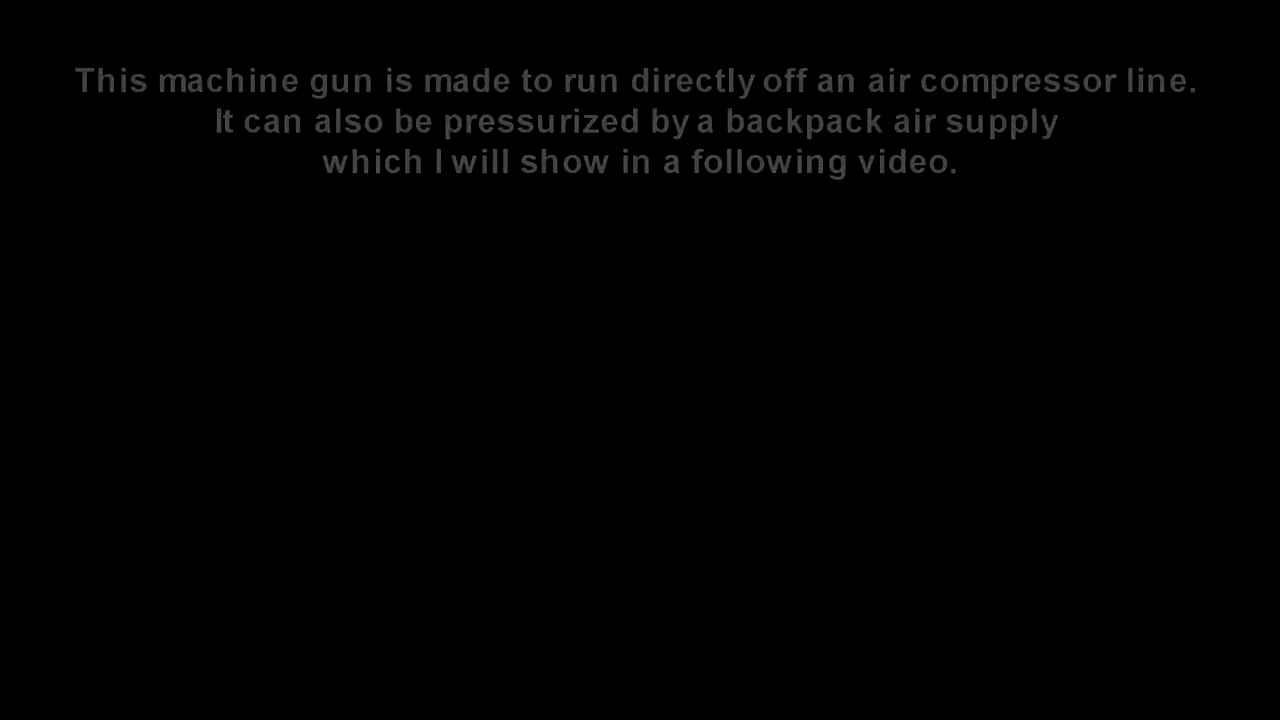 This machine gun is made to run directly off an air compressor line.
It can also be pressurized by a backpack air supply
which I will show in a following video.